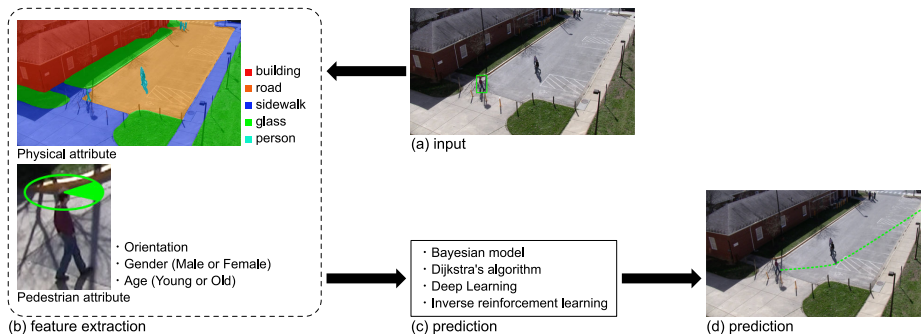 building
road
sidewalk
glass
person
Physical attribute
・Orientation
・Gender (Male or Female)
・Age (Young or Old)
Pedestrian attribute
(b) feature extraction
(a) input
・Bayesian model
・Dijkstra's algorithm
・Deep Learning
・Inverse reinforcement learning
(c) prediction
(d) prediction